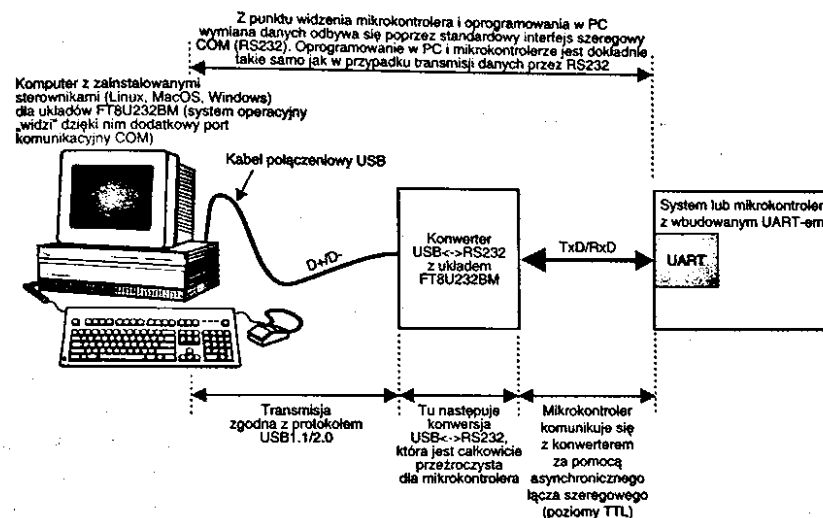 Z punktu widzenia mikrokontrolera i oprogramowania w PC
wymiana danych odbywa się poprzez standardowy interfejs szeregowy
COM (RS232). Oprogramowanie w PC i mikrokontrolerze jest dokładnie
takie samo jak w przypadku transmisji danych przez RS232
Komputer z zainstalowanymi
sterownikami (Linux, MacOS, Windows)
dla układów FT8U232BM (system operacyjny
„widzi" dzięki nim dodatkowy port
komunikacyjny COM)
Kabel połączeniowy USB
D+/D-
Konwerter
USB<->RS232
z układem
FT8U232BM
TxD/RxD
System lub mikrokontroler
z wbudowanym UART-em
UART
Transmisja
zgodna z protokołem
USB1.1/2.0
Tu następuje
konwersja
USB<->RS232,
która jest całkowicie
przeźroczysta
dla mikrokontrolera
Mikrokontroler
komunikuje się
z konwerterem
za pomocą
asynchronicznego
łącza szeregowego
(poziomy TTL)